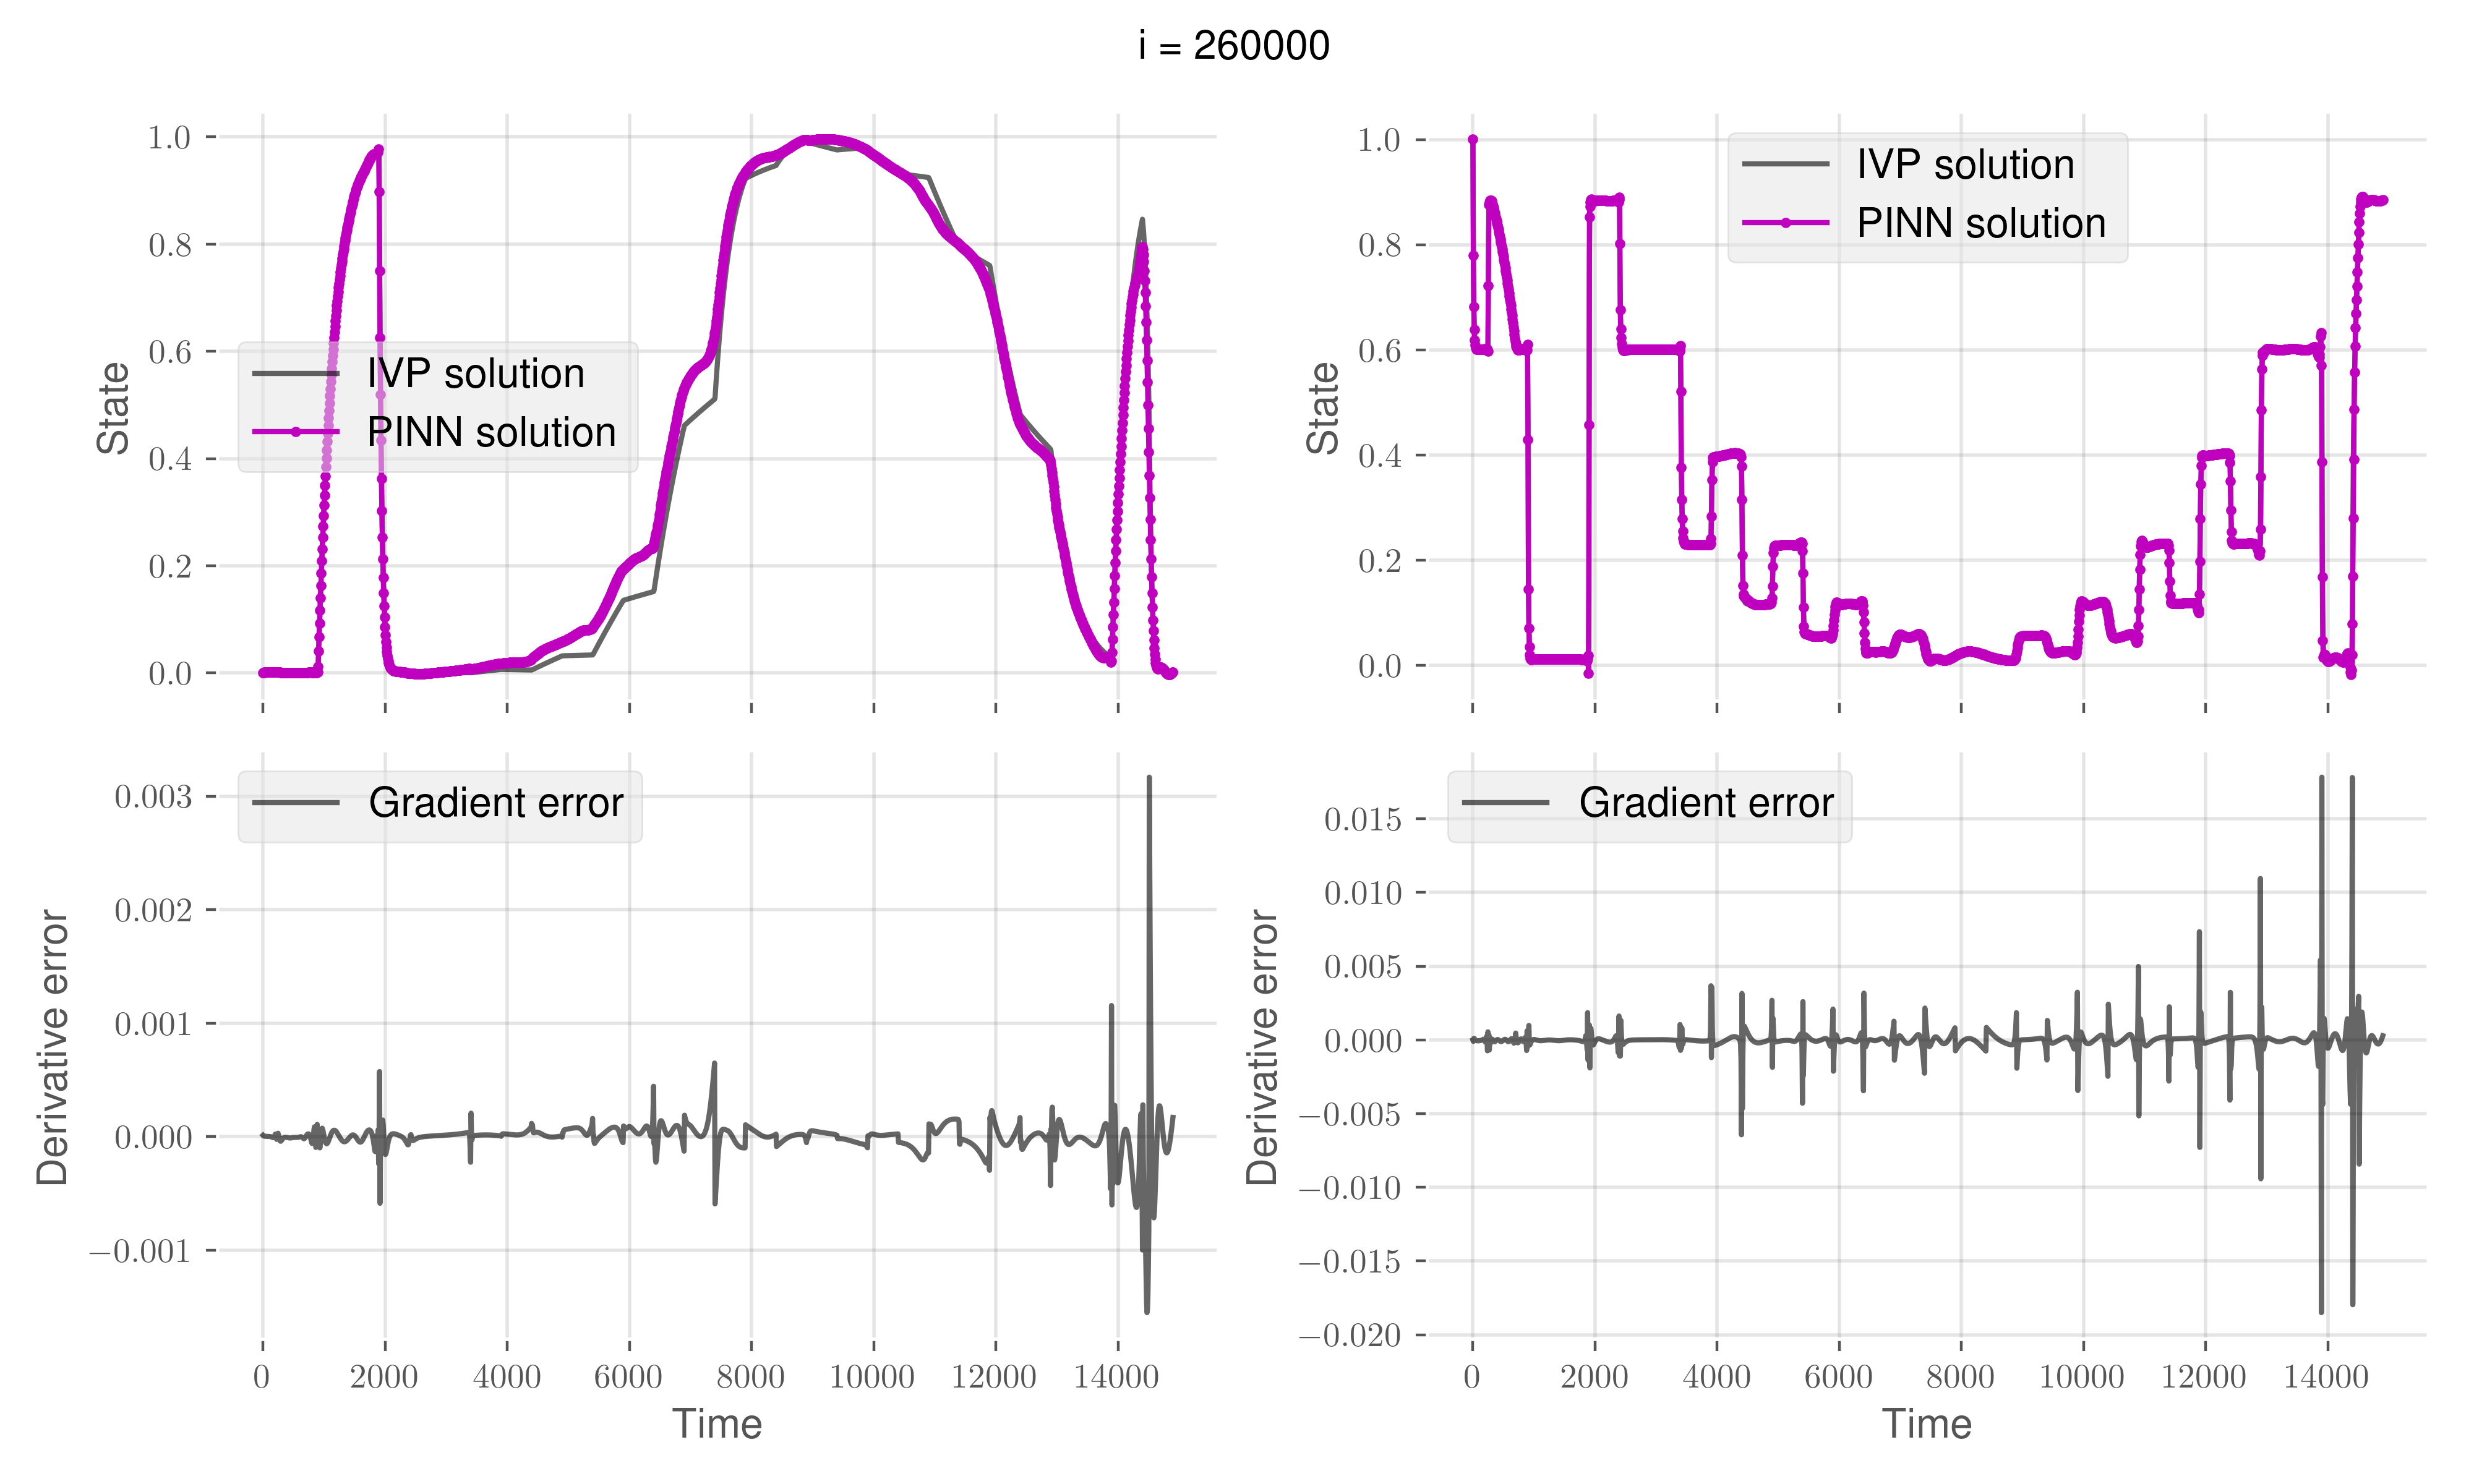 i = 260000
1.0
0.8
0.6
0.4
0.2
0.0
State
IVP solution
PINN solution
1.0
0.8
0.6
0.4
0.2
0.0
State
IVP solution
PINN solution
0.003
0.002
0.001
0.000
−0.001
Derivative error
Gradient error
0 2000 4000 6000 8000 10000 12000 14000
Time
0.015
0.010
0.005
0.000
−0.005
−0.010
−0.015
−0.020
Derivative error
Gradient error
0 2000 4000 6000 8000 10000 12000 14000
Time